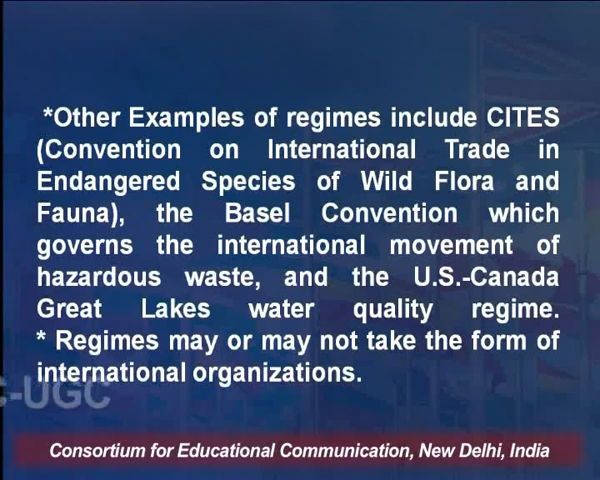 *Other Examples of regimes include CITES
(Convention on International Trade in
Endangered Species of Wild Flora and
Fauna), the Basel Convention which
governs the international movement of
hazardous waste, and the U.S.-Canada
Great Lakes water quality regime.
* Regimes may or may not take the form of
international organizations.
C-UGC
Consortium for Educational Communication, New Delhi, India